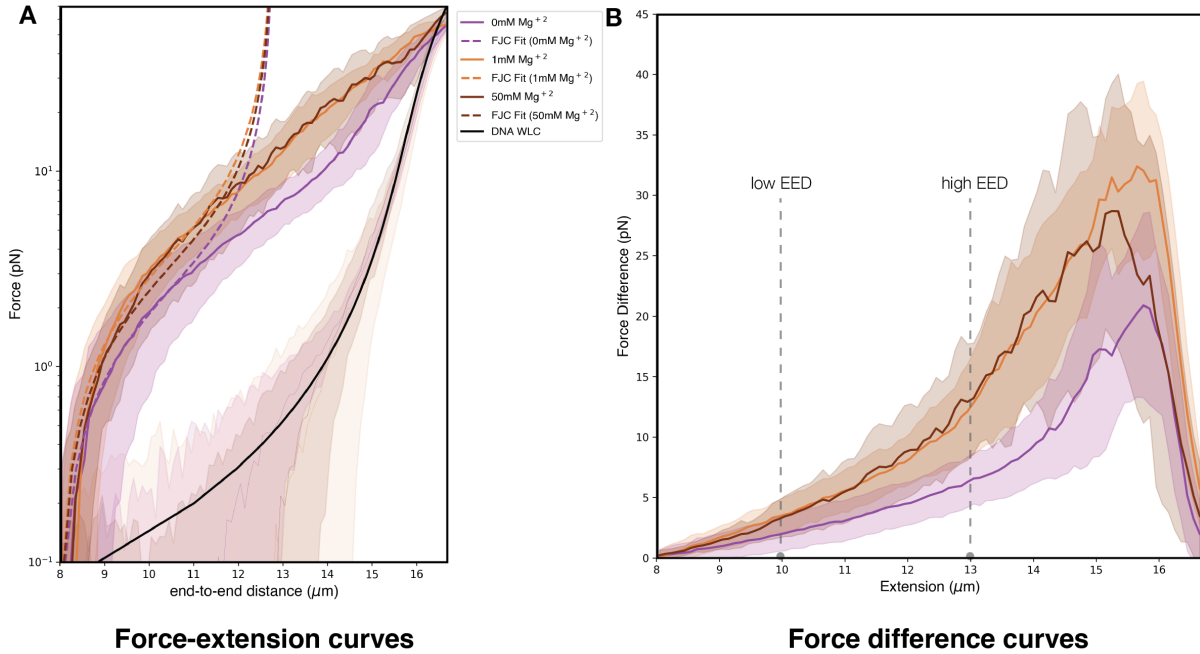 A
Force (pN)
10¹
10⁰
10⁻¹
8 9 10 11 12 13 14 15 16
end-to-end distance (μm)
0mM Mg⁺²
FJC Fit (0mM Mg⁺²)
1mM Mg⁺²
FJC Fit (1mM Mg⁺²)
50mM Mg⁺²
FJC Fit (50mM Mg⁺²)
DNA WLC
Force-extension curves
B
Force Difference (pN)
45
40
35
30
25
20
15
10
5
0
low EED
high EED
8 9 10 11 12 13 14 15 16
Extension (μm)
Force difference curves